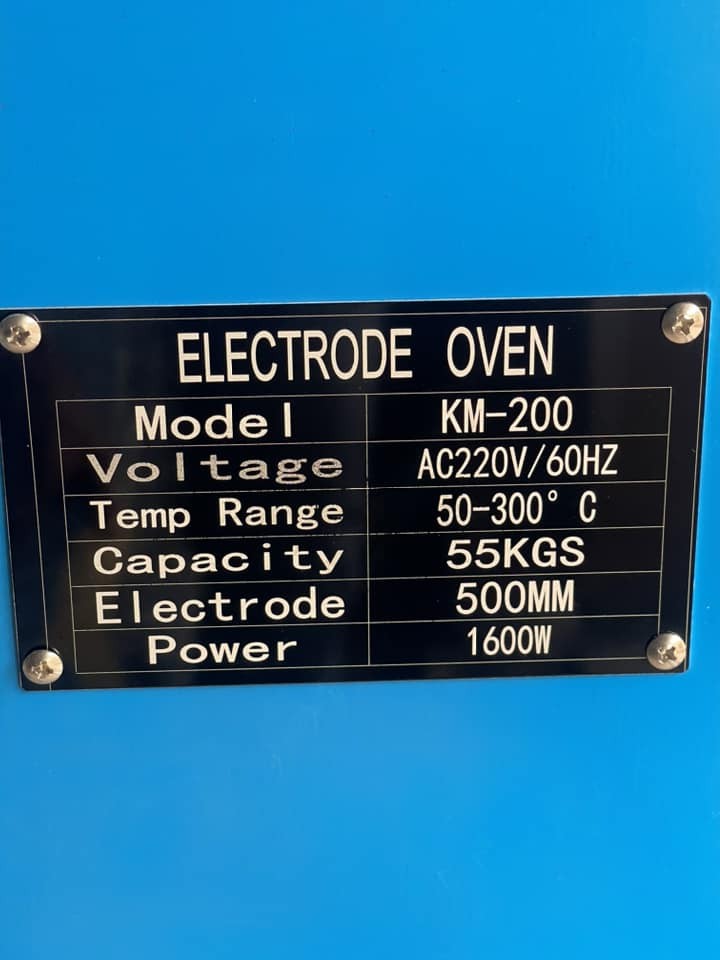 ELECTRODE OVEN
Model KM-200
Voltage AC220V/60HZ
Temp Range 50-300° C
Capacity 55KGS
Electrode 500MM
Power 1600W